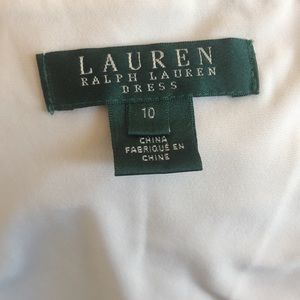 LAUREN
RALPH LAUREN
DRESS
10
CHINA
FABRIQUÉ EN
CHINE